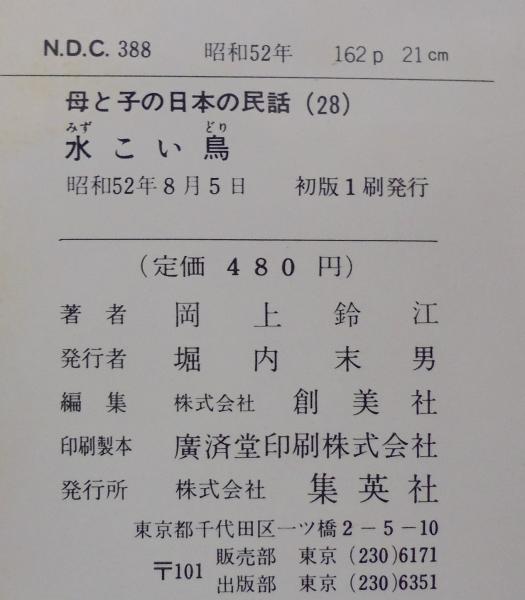 N.D.C. 388 昭和52年 162p 21cm
母と子の日本の民話(28)
みず どり
水こい鳥
昭和52年8月5日 初版1刷発行
(定価 480円)
著者 岡上鈴江
発行者 堀内末男
編集 株式会社 創美社
印刷製本 廣済堂印刷株式会社
発行所 株式会社 集英社
東京都千代田区一ツ橋2-5-10
〒101 販売部 東京(230)6171
出版部 東京(230)6351